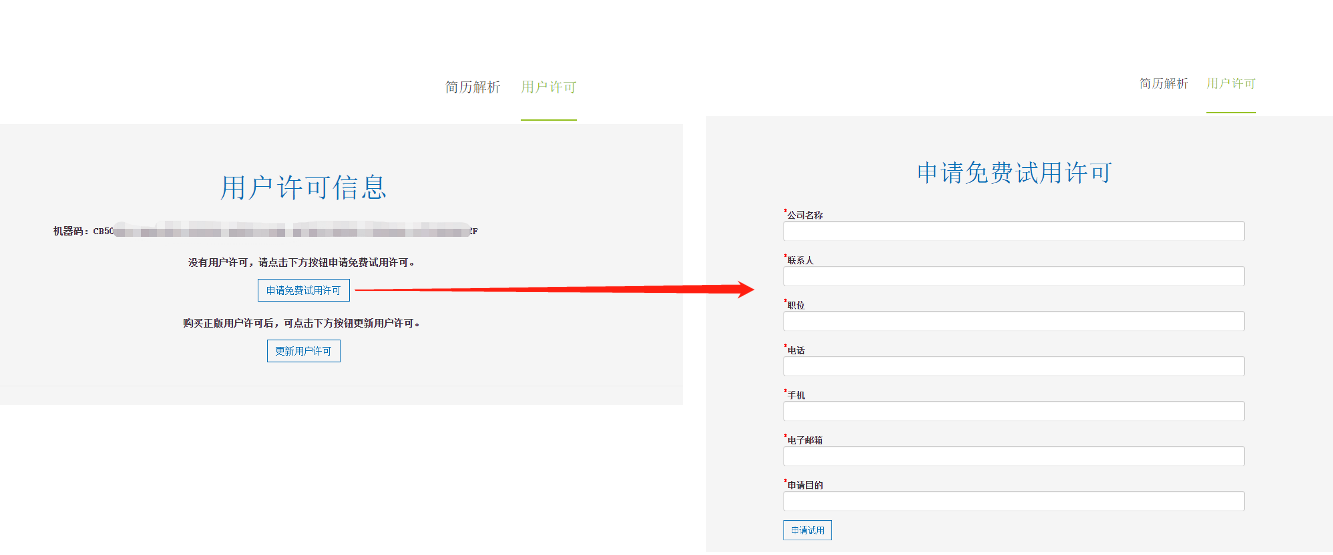 简历解析 用户许可
用户许可信息
机器码：CB50 ZF
没有用户许可，请点击下方按钮申请免费试用许可。
申请免费试用许可
购买正版用户许可后，可点击下方按钮更新用户许可。
更新用户许可
简历解析 用户许可
申请免费试用许可
*公司名称
*联系人
*职位
*电话
*手机
*电子邮箱
*申请目的
申请试用